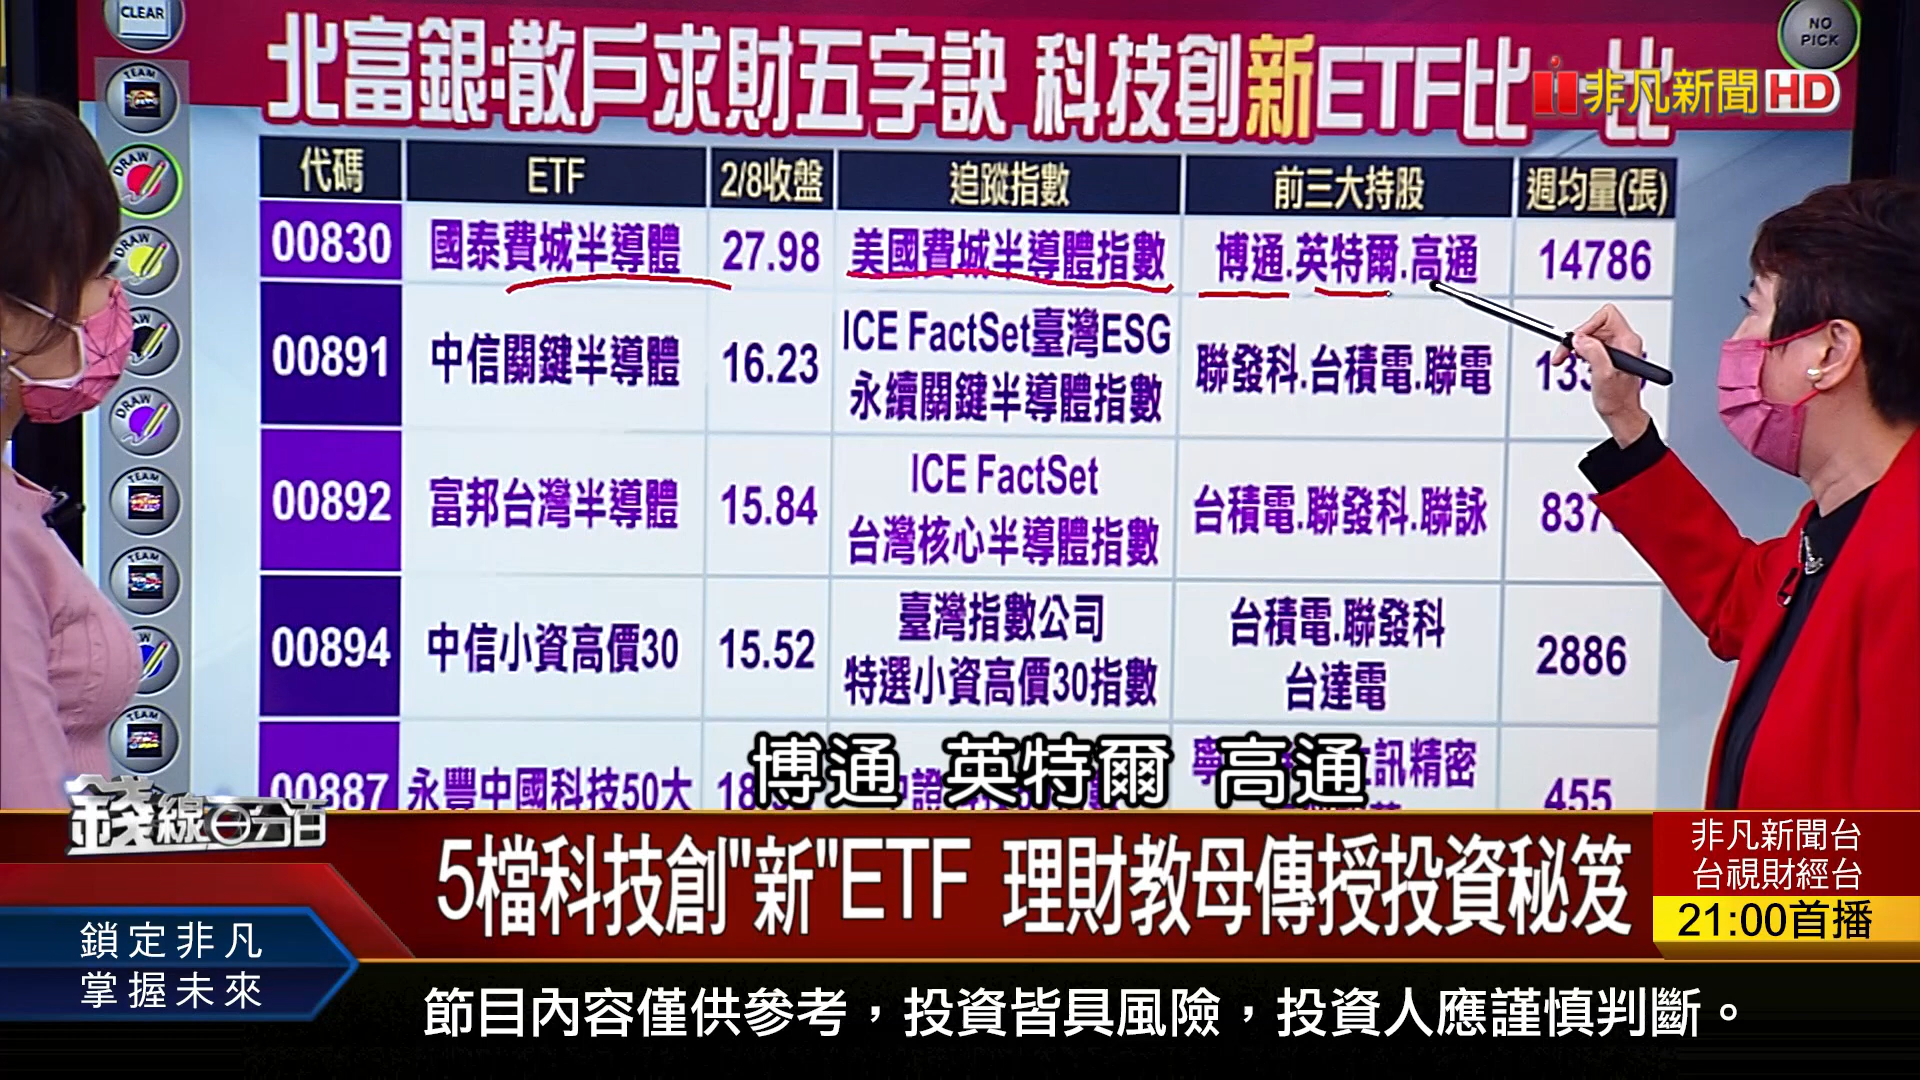 CLEAR
NO
PICK
北富銀:散戶求財五字訣 科技創新ETF比一比
非凡新聞HD
代碼 ETF 2/8收盤 追蹤指數 前三大持股 週均量(張)
00830 國泰費城半導體 27.98 美國費城半導體指數 博通.英特爾.高通 14786
00891 中信關鍵半導體 16.23 ICE FactSet臺灣ESG
永續關鍵半導體指數 聯發科.台積電.聯電
00892 富邦台灣半導體 15.84 ICE FactSet
台灣核心半導體指數 台積電.聯發科.聯詠
00894 中信小資高價30 15.52 臺灣指數公司
特選小資高價30指數 台積電.聯發科
台達電 2886
00887 永豐中國科技50大 訊精密 455
TEAM
DRAW
DRAW
DRAW
TEAM
TEAM
TEAM
博通 英特爾 高通
錢線百分百
5檔科技創"新"ETF 理財教母傳授投資秘笈
非凡新聞台
台視財經台
21:00首播
鎖定非凡
掌握未來
節目內容僅供參考，投資皆具風險，投資人應謹慎判斷。